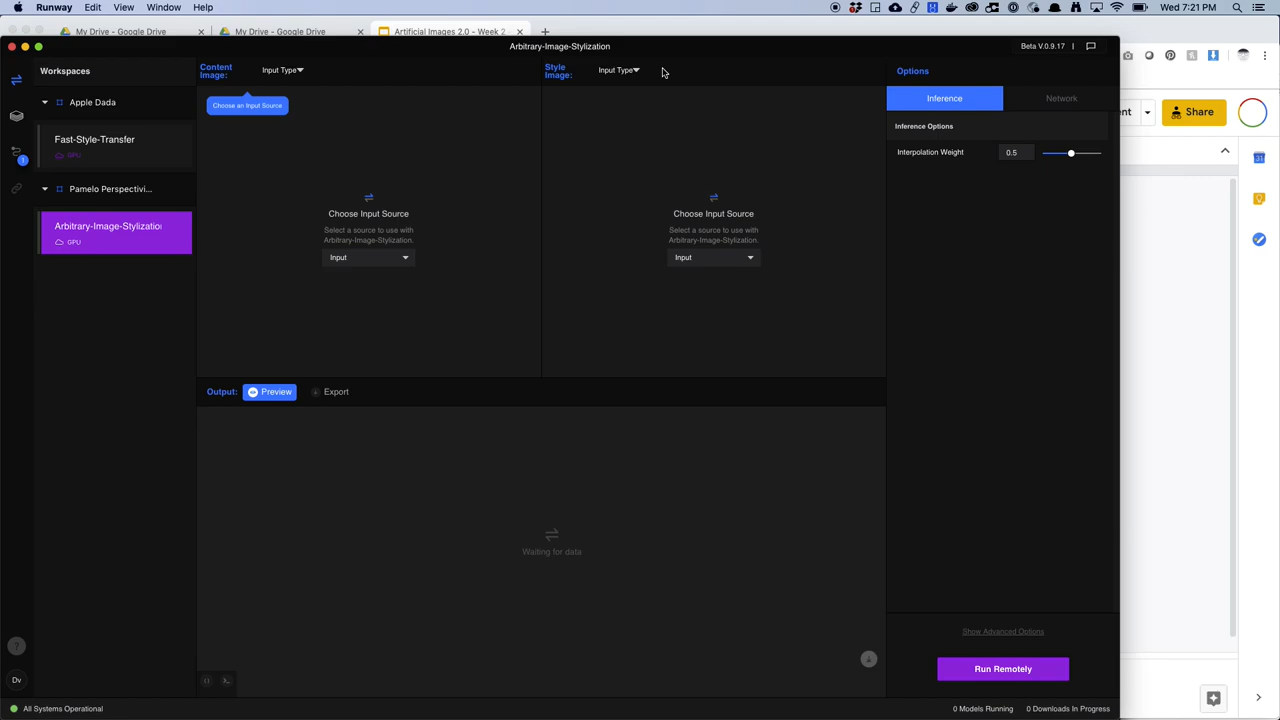 Runway Edit View Window Help
Wed 7:21 PM
My Drive - Google Drive
My Drive - Google Drive
Artificial Images 2.0 - Week 2
Arbitrary-Image-Stylization
Beta V.0.9.17
Workspaces
Content Image:
Input Type
Style Image:
Input Type
Options
Choose an Input Source
Apple Dada
Inference
Network
ent
Share
Inference Options
Fast-Style-Transfer
GPU
Interpolation Weight
0.5
1
Pamelo Perspectivi...
Choose Input Source
Choose Input Source
Arbitrary-Image-Stylizatio
GPU
Select a source to use with
Arbitrary-Image-Stylization.
Select a source to use with
Arbitrary-Image-Stylization.
Input
Input
Output:
Preview
Export
Waiting for data
Show Advanced Options
Run Remotely
?
Dv
All Systems Operational
0 Models Running
0 Downloads In Progress